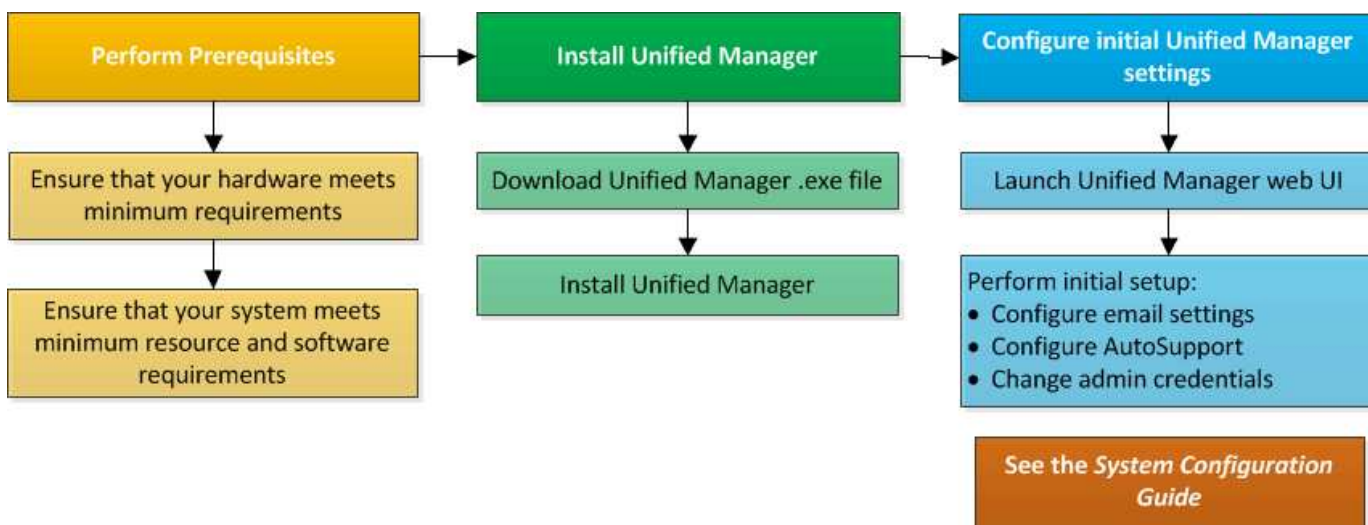 Perform Prerequisites
Install Unified Manager
Configure initial Unified Manager
settings
Ensure that your hardware meets
minimum requirements
Ensure that your system meets
minimum resource and software
requirements
Download Unified Manager .exe file
Install Unified Manager
Launch Unified Manager web UI
Perform initial setup:
• Configure email settings
• Configure AutoSupport
• Change admin credentials
See the System Configuration
Guide